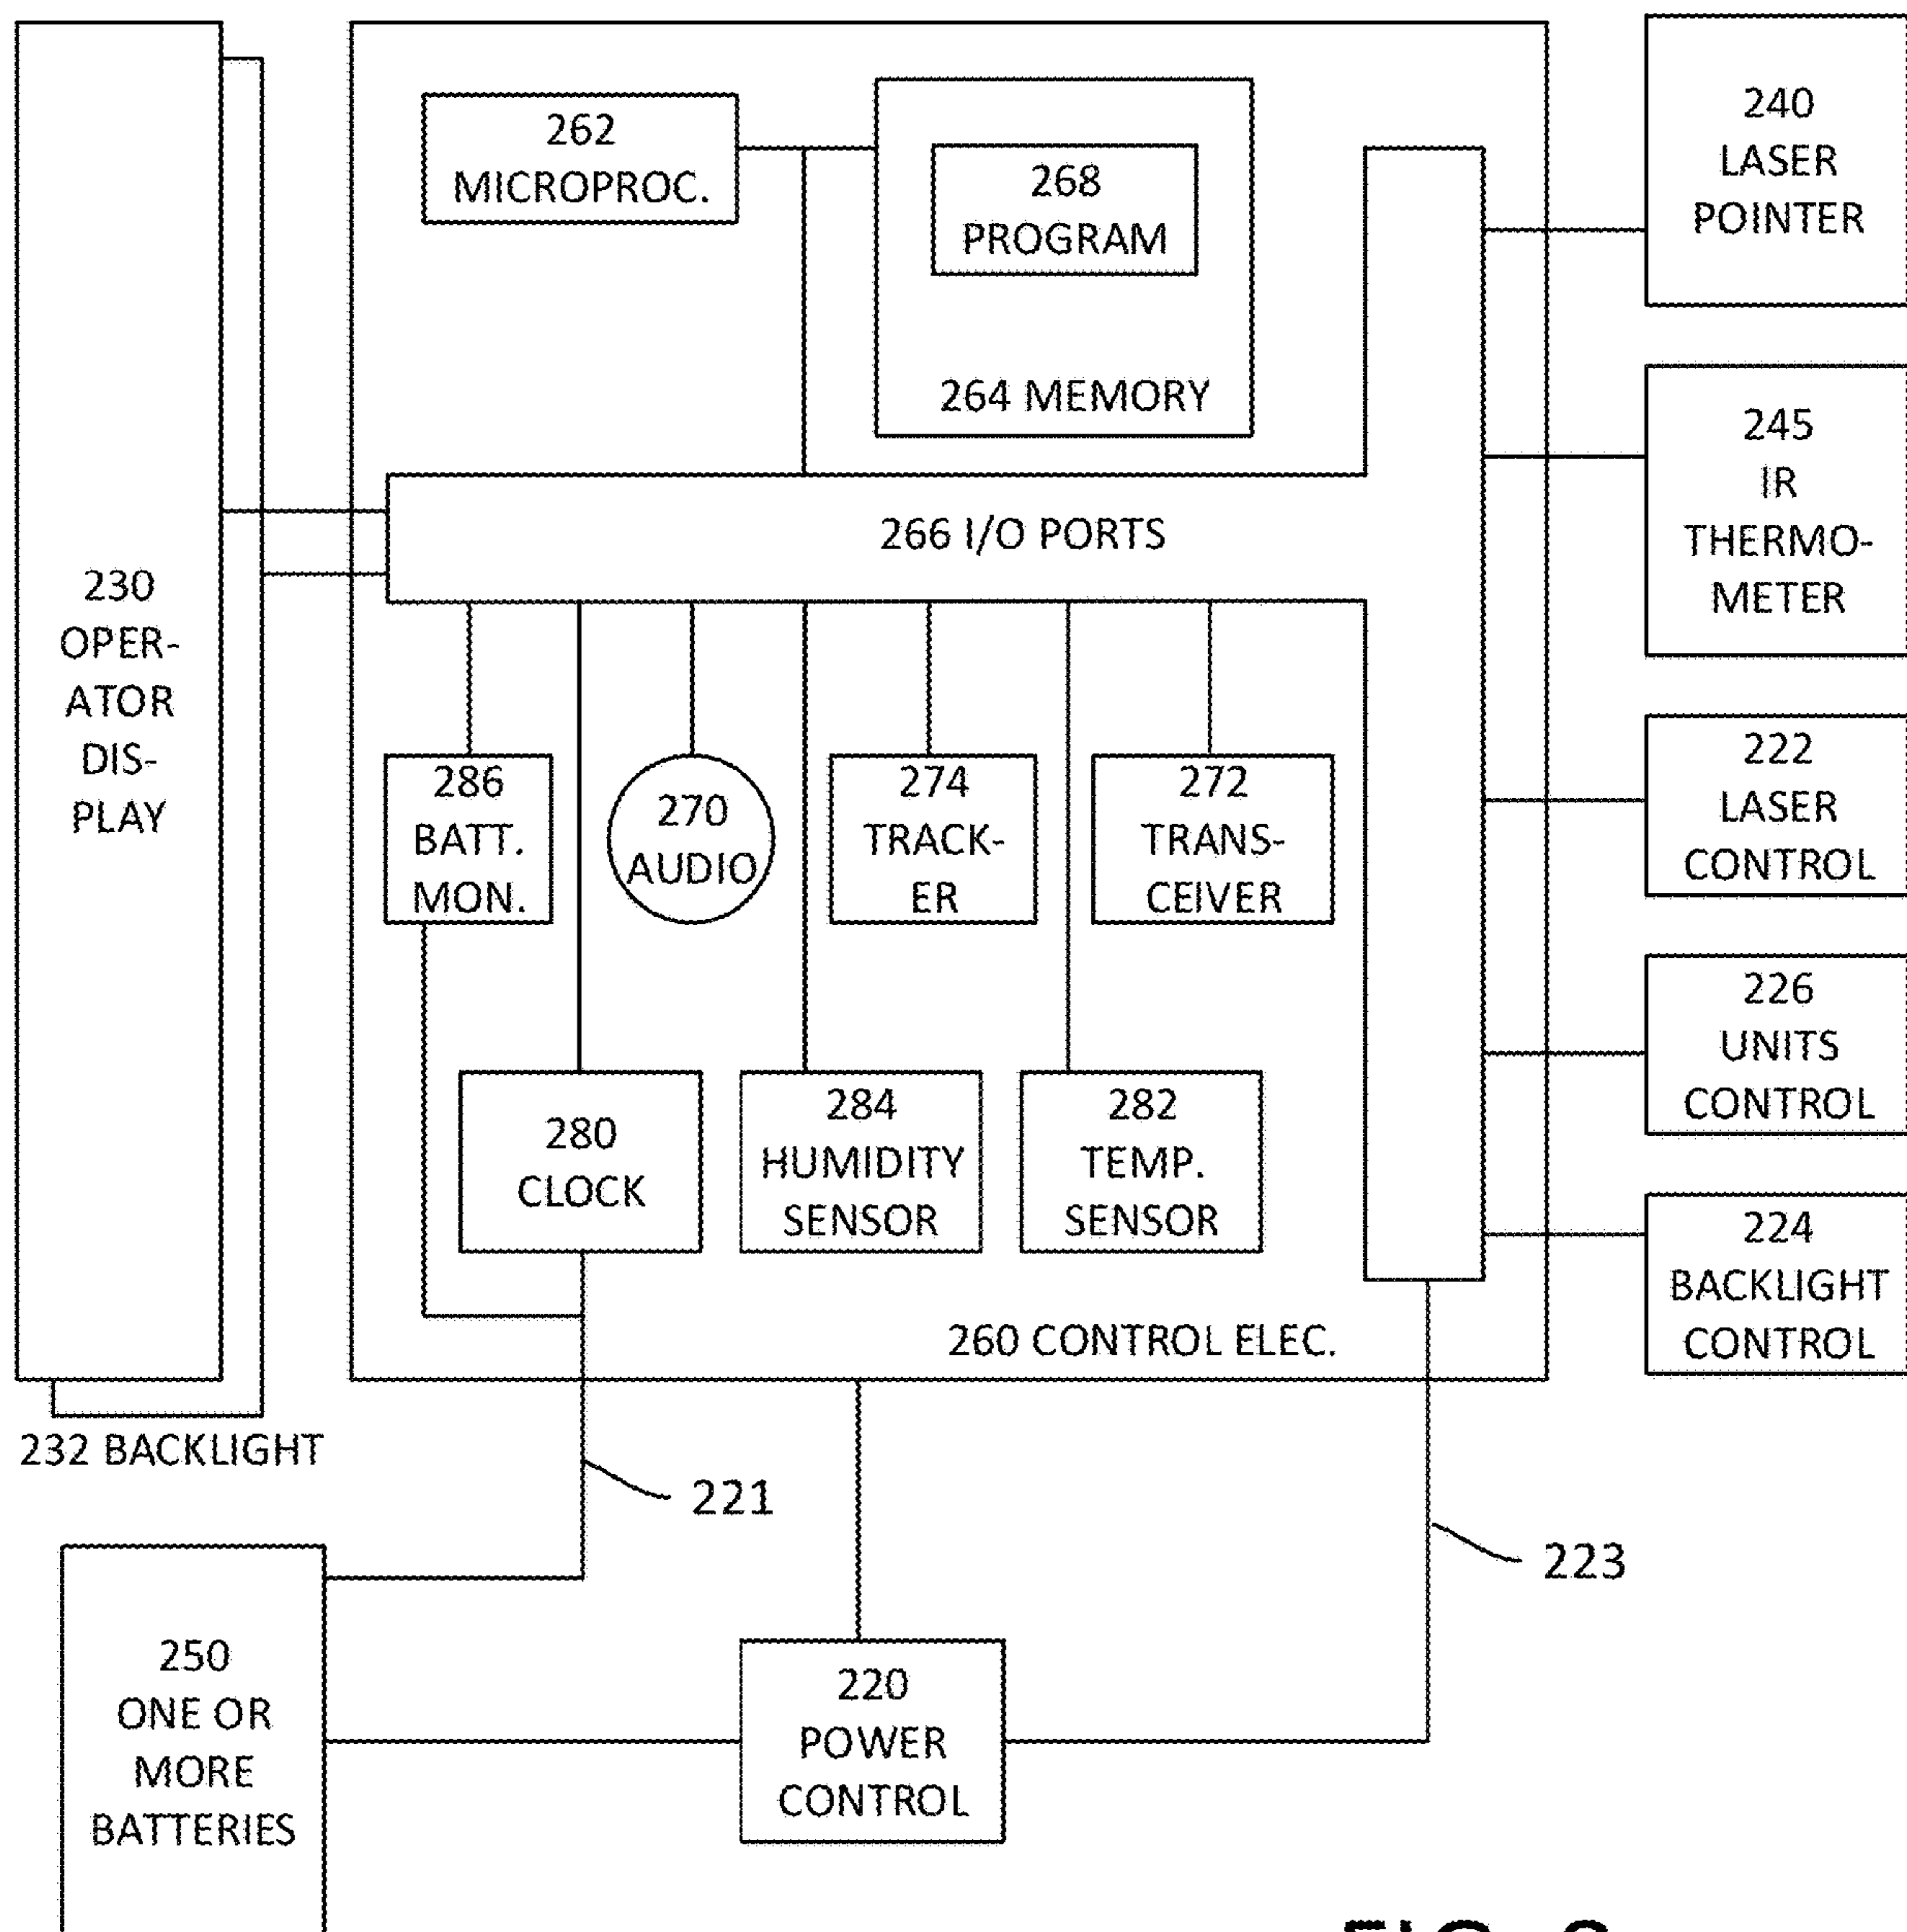 230
OPER-
ATOR
DIS-
PLAY
232 BACKLIGHT
262
MICROPROC.
268
PROGRAM
264 MEMORY
266 I/O PORTS
286
BATT.
MON.
270
AUDIO
274
TRACK-
ER
272
TRANS-
CEIVER
280
CLOCK
284
HUMIDITY
SENSOR
282
TEMP.
SENSOR
260 CONTROL ELEC.
240
LASER
POINTER
245
IR
THERMO-
METER
222
LASER
CONTROL
226
UNITS
CONTROL
224
BACKLIGHT
CONTROL
221
223
250
ONE OR
MORE
BATTERIES
220
POWER
CONTROL